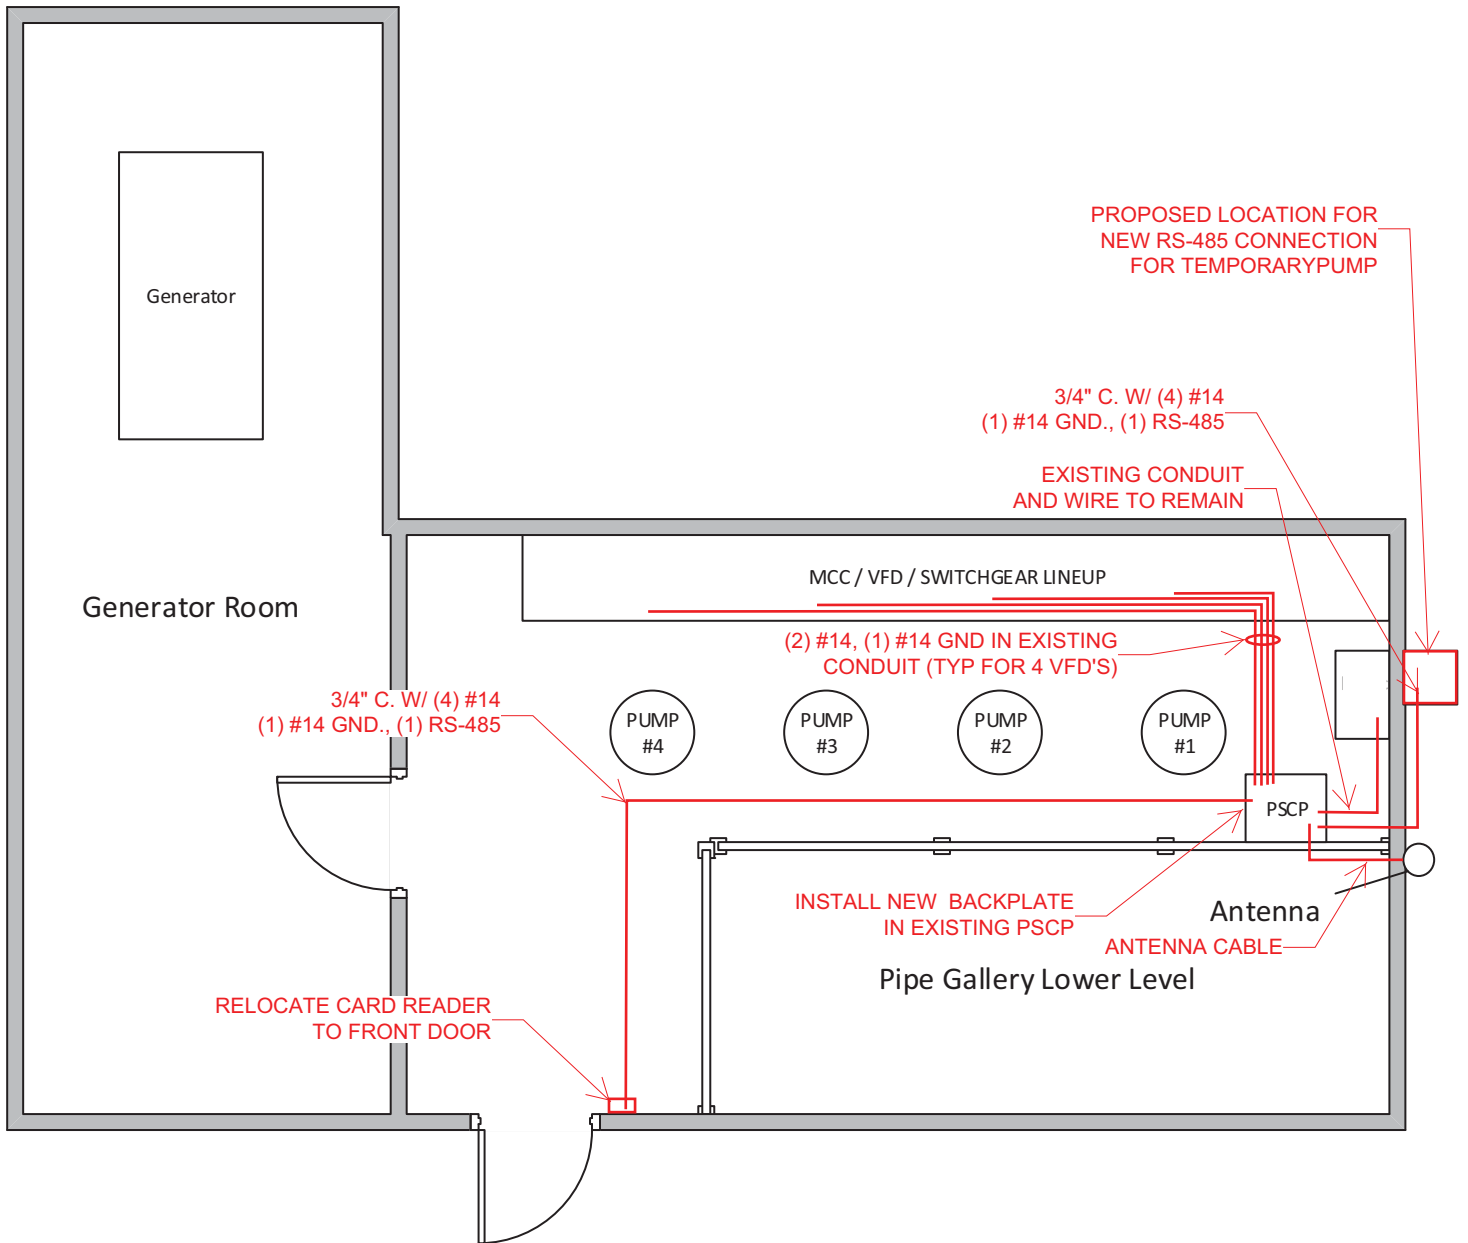 PROPOSED LOCATION FOR
NEW RS-485 CONNECTION
FOR TEMPORARYPUMP
Generator
3/4" C. W/ (4) #14
(1) #14 GND., (1) RS-485
EXISTING CONDUIT
AND WIRE TO REMAIN
MCC / VFD / SWITCHGEAR LINEUP
Generator Room
(2) #14, (1) #14 GND IN EXISTING
CONDUIT (TYP FOR 4 VFD'S)
3/4" C. W/ (4) #14
(1) #14 GND., (1) RS-485
PUMP
#4
PUMP
#3
PUMP
#2
PUMP
#1
PSCP
INSTALL NEW BACKPLATE
IN EXISTING PSCP
Antenna
ANTENNA CABLE
Pipe Gallery Lower Level
RELOCATE CARD READER
TO FRONT DOOR